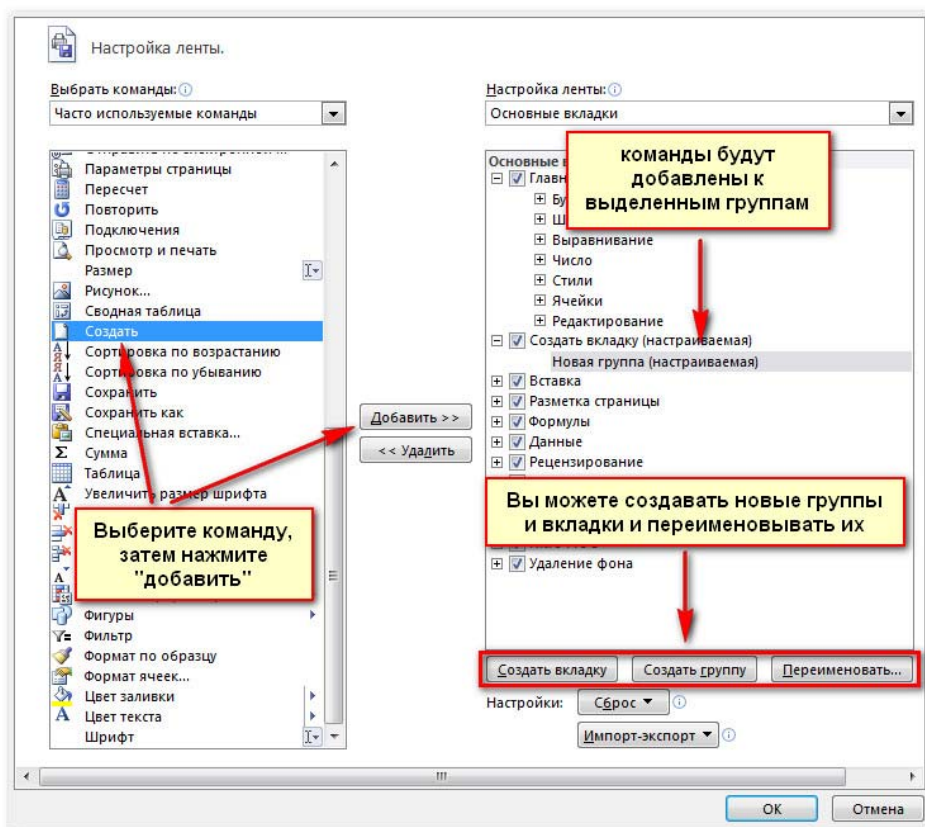 Настройка ленты.
Выбрать команды:
Часто используемые команды
Параметры страницы
Пересчет
Повторить
Подключения
Просмотр и печать
Размер
Рисунок...
Сводная таблица
Создать
Сортировка по возрастанию
Сортировка по убыванию
Сохранить
Сохранить как
Специальная вставка...
Сумма
Таблица
Увеличить размер шрифта
Выберите команду,
затем нажмите
"добавить"
Фигуры
Фильтр
Формат по образцу
Формат ячеек...
Цвет заливки
Цвет текста
Шрифт
Добавить >>
<< Удалить
Настройка ленты:
Основные вкладки
Основные
команды будут
добавлены к
выделенным группам
Выравнивание
Число
Стили
Ячейки
Редактирование
Создать вкладку (настраиваемая)
Новая группа (настраиваемая)
Вставка
Разметка страницы
Формулы
Данные
Рецензирование
Вы можете создавать новые группы
и вкладки и переименовывать их
Удаление фона
Создать вкладку Создать группу Переименовать...
Настройки: Сброс
Импорт-экспорт
ОК Отмена